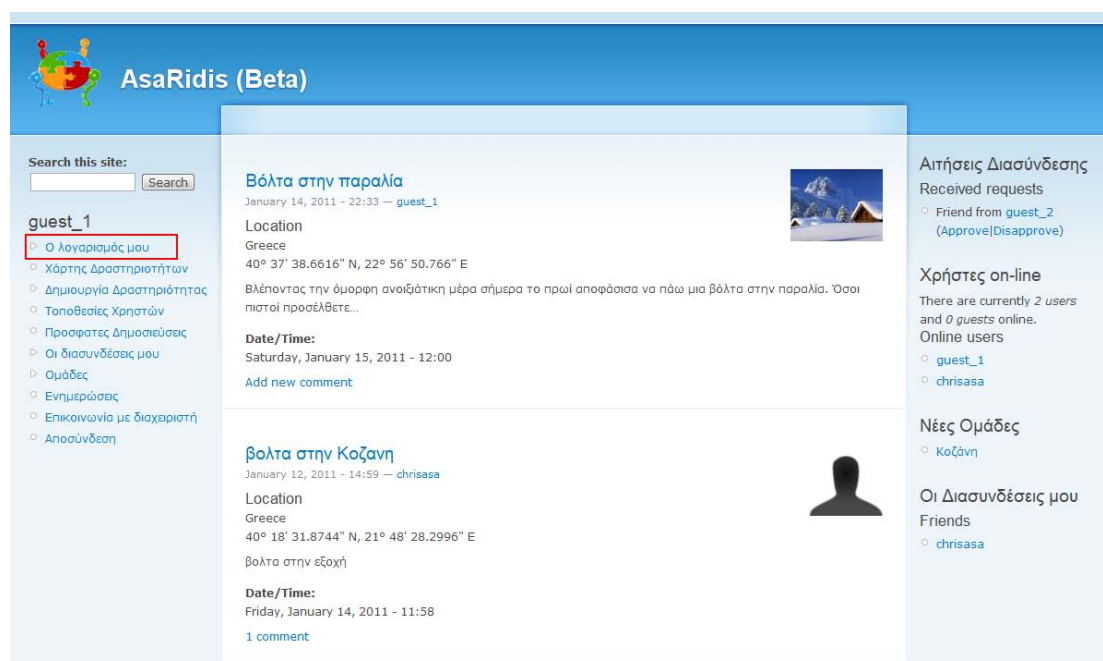 AsaRidis (Beta)
Search this site:
Search
guest_1
Ο λογαρισμός μου
Χάρτης Δραστηριοτήτων
Δημιουργία Δραστηριότητας
Τοποθεσίες Χρηστών
Προσφατες Δημοσιεύσεις
Οι διασυνδέσεις μου
Ομάδες
Ενημερώσεις
Επικοινωνία με διαχειριστή
Αποσύνδεση
Βόλτα στην παραλία
January 14, 2011 - 22:33 — guest_1
Location
Greece
40º 37' 38.6616" N, 22º 56' 50.766" E
Βλέποντας την όμορφη ανοιξιάτικη μέρα σήμερα το πρωί αποφάσισα να πάω μια βόλτα στην παραλία. Όσοι
πιστοί προσέλθετε...
Date/Time:
Saturday, January 15, 2011 - 12:00
Add new comment
βολτα στην Κοζανη
January 12, 2011 - 14:59 — chrisasa
Location
Greece
40º 18' 31.8744" N, 21º 48' 28.2996" E
βολτα στην εξοχή
Date/Time:
Friday, January 14, 2011 - 11:58
1 comment
Αιτήσεις Διασύνδεσης
Received requests
Friend from guest_2
(Approve|Disapprove)
Χρήστες on-line
There are currently 2 users
and 0 guests online.
Online users
guest_1
chrisasa
Νέες Ομάδες
Κοζάνη
Οι Διασυνδέσεις μου
Friends
chrisasa